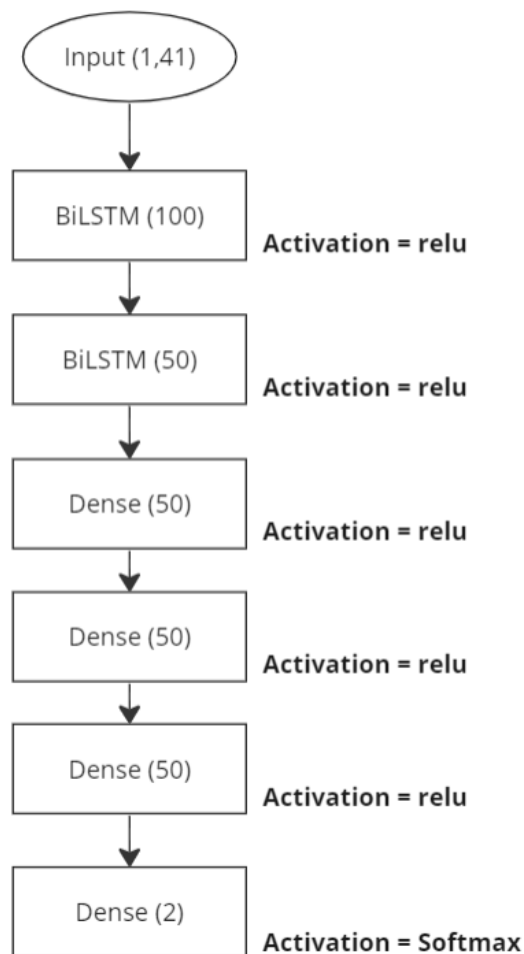 Input (1,41)
BiLSTM (100)
Activation = relu
BiLSTM (50)
Activation = relu
Dense (50)
Activation = relu
Dense (50)
Activation = relu
Dense (50)
Activation = relu
Dense (2)
Activation = Softmax